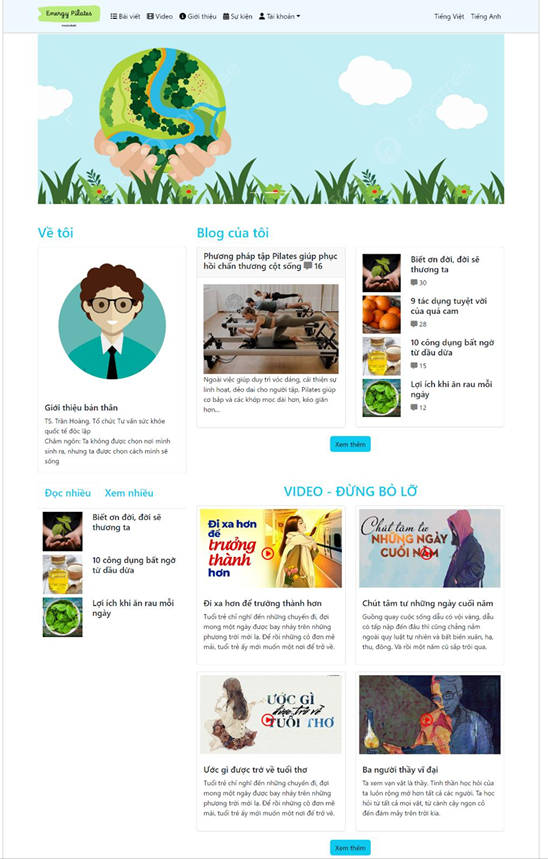 Energy Pilates
Bài viết
Video
Giới thiệu
Sự kiện
Tài khoản
Tiếng Việt
Tiếng Anh
Về tôi
Giới thiệu bản thân
TS. Trần Hoàng, Tổ chức Tư vấn sức khỏe
quốc tế độc lập
Châm ngôn: Ta không được chọn nơi mình
sinh ra, nhưng ta được chọn cách mình sẽ
sống
Blog của tôi
Phương pháp tập Pilates giúp phục
hồi chấn thương cột sống 16
Ngoài việc giúp duy trì vóc dáng, cải thiện sự
linh hoạt, dẻo dai cho người tập, Pilates giúp
cơ bắp và các khớp mọc dài hơn, kéo giãn
hơn...
Biết ơn đời, đời sẽ
thương ta
30
9 tác dụng tuyệt vời
của quả cam
28
10 công dụng bất ngờ
từ dầu dừa
15
Lợi ích khi ăn rau mỗi
ngày
12
Xem thêm
Đọc nhiều
Xem nhiều
Biết ơn đời, đời sẽ
thương ta
10 công dụng bất ngờ
từ dầu dừa
Lợi ích khi ăn rau mỗi
ngày
VIDEO - ĐỪNG BỎ LỠ
Đi xa hơn
để
trưởng
thành
hơn
Đi xa hơn để trưởng thành hơn
Tuổi trẻ chỉ nghĩ đến những chuyến đi, đợi
mong một ngày được bay nhảy trên những
phương trời mới lạ. Để rồi những cô đơn mê
mải, tuổi trẻ ấy mới muốn một nơi để trở về.
Chút tâm tư
NHỮNG NGÀY
CUỐI NĂM
Chút tâm tư những ngày cuối năm
Guồng quay cuộc sống dẫu có vội vàng, dẫu
có tấp nập đến đâu thì cũng chẳng nằm
ngoài quy luật tự nhiên và bất biến xuân, hạ,
thu, đông. Và rồi một năm cũ sắp trôi qua.
ƯỚC GÌ
được trở về
TUỔI THƠ
Ước gì được trở về tuổi thơ
Tuổi trẻ chỉ nghĩ đến những chuyến đi, đợi
mong một ngày được bay nhảy trên những
phương trời mới lạ. Để rồi những cô đơn mê
mải, tuổi trẻ ấy mới muốn một nơi để trở về.
Ba người thầy vĩ đại
Ta xem vạn vật là thầy. Tinh thần học hỏi của
ta luôn rộng mở hơn tất cả các người. Ta học
hỏi từ tất cả mọi vật, từ cành cây ngọn cỏ
đến đám mây trên trời kia.
Xem thêm